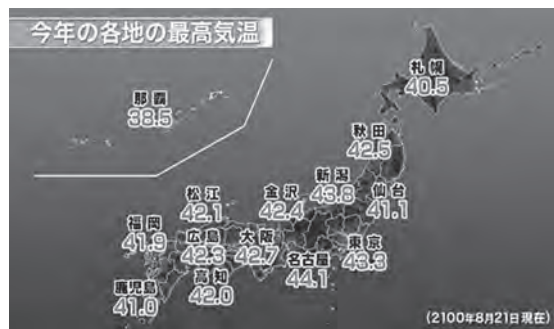 今年の各地の最高気温
札幌
40.5
那覇
38.5
秋田
42.5
新潟
43.8
仙台
41.1
金沢
42.4
松江
42.1
福岡
41.9
広島
42.3
大阪
42.7
名古屋
44.1
東京
43.3
高知
42.0
鹿児島
41.0
(2100年8月21日現在)